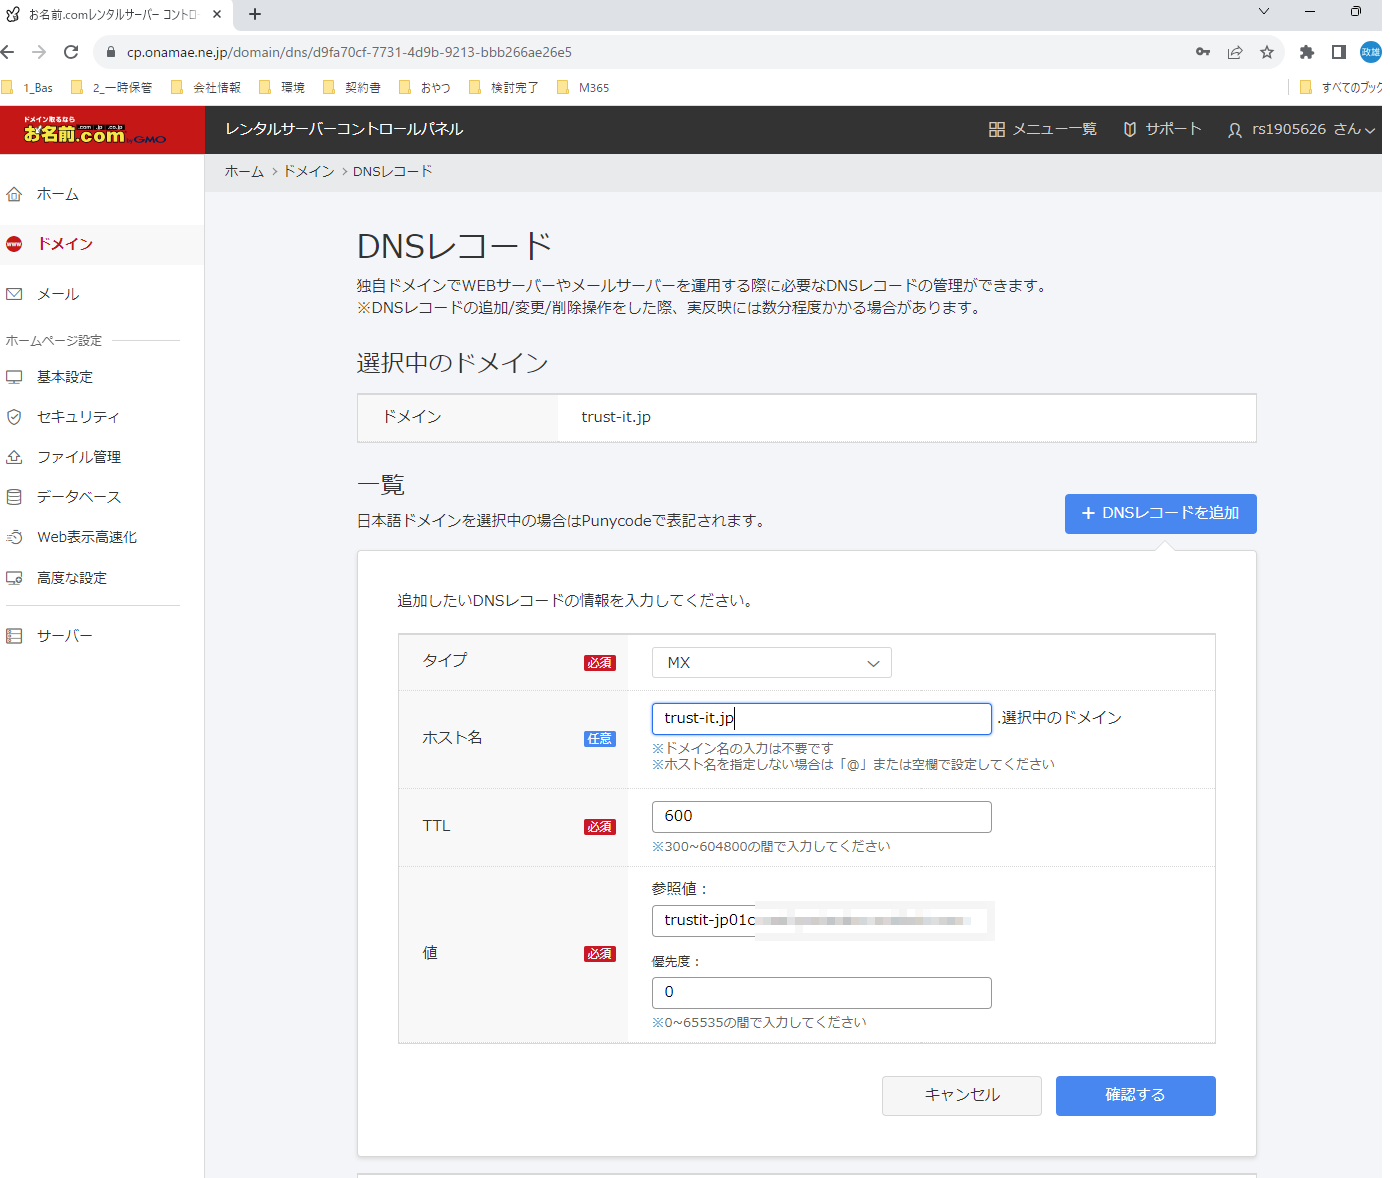 お名前.comレンタルサーバー コント
cp.onamae.ne.jp/domain/dns/d9fa70cf-7731-4d9b-9213-bbb266ae26e5
政雄
1_Bas
2_一時保管
会社情報
環境
契約書
おやつ
検討完了
M365
すべてのブック
ドメイン取るなら
お名前.com
.com .jp .co.jp
by GMO
レンタルサーバーコントロールパネル
メニュー一覧
サポート
rs1905626 さん
ホーム > ドメイン > DNSレコード
ホーム
www
ドメイン
メール
ホームページ設定
基本設定
セキュリティ
ファイル管理
データベース
Web表示高速化
高度な設定
サーバー
DNSレコード
独自ドメインでWEBサーバーやメールサーバーを運用する際に必要なDNSレコードの管理ができます。
※DNSレコードの追加/変更/削除操作をした際、実反映には数分程度かかる場合があります。
選択中のドメイン
ドメイン
trust-it.jp
一覧
日本語ドメインを選択中の場合はPunycodeで表記されます。
+ DNSレコードを追加
追加したいDNSレコードの情報を入力してください。
タイプ
必須
MX
ホスト名
任意
trust-it.jp
.選択中のドメイン
※ドメイン名の入力は不要です
※ホスト名を指定しない場合は「@」または空欄で設定してください
TTL
必須
600
※300~604800の間で入力してください
値
必須
参照値：
trustit-jp01c
優先度：
0
※0~65535の間で入力してください
キャンセル
確認する